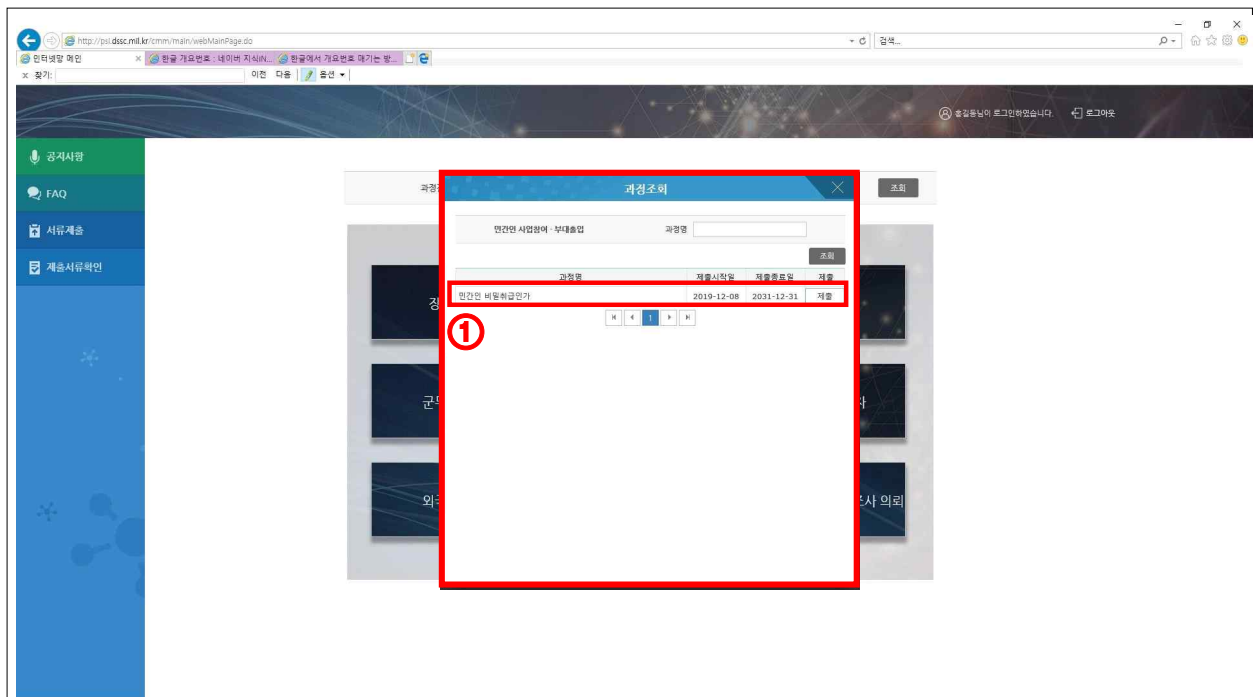 http://psi.dssc.mil.kr/cmm/main/webMainPage.do
검색...
인터넷망 메인
한글 개요번호 : 네이버 지식iN...
한글에서 개요번호 매기는 방...
x 찾기:
이전 다음
옵션
홍길동님이 로그인하였습니다.
로그아웃
공지사항
FAQ
서류제출
제출서류확인
과정
조회
과정조회
민간인 사업참여·부대출입
과정명
조회
과정명 제출시작일 제출종료일 제출
민간인 비밀취급인가 2019-12-08 2031-12-31 제출
1
①
군무
외국
사 의뢰